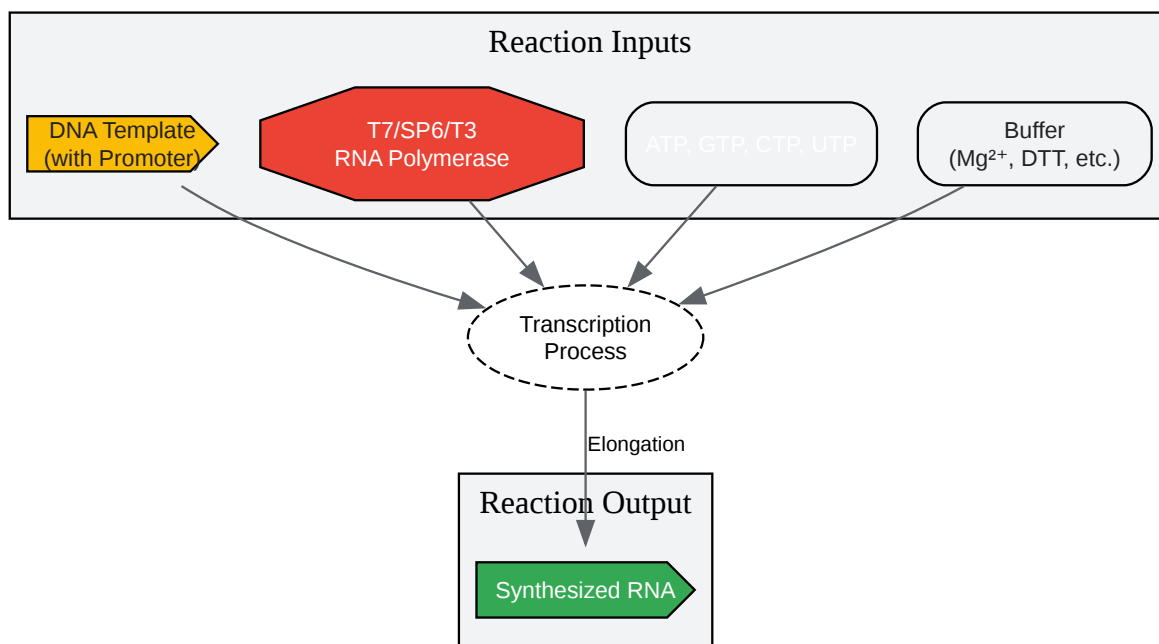 Reaction Inputs
DNA Template
(with Promoter)
T7/SP6/T3
RNA Polymerase
ATP, GTP, CTP, UTP
Buffer
(Mg²⁺, DTT, etc.)
Transcription
Process
Elongation
Reaction Output
Synthesized RNA